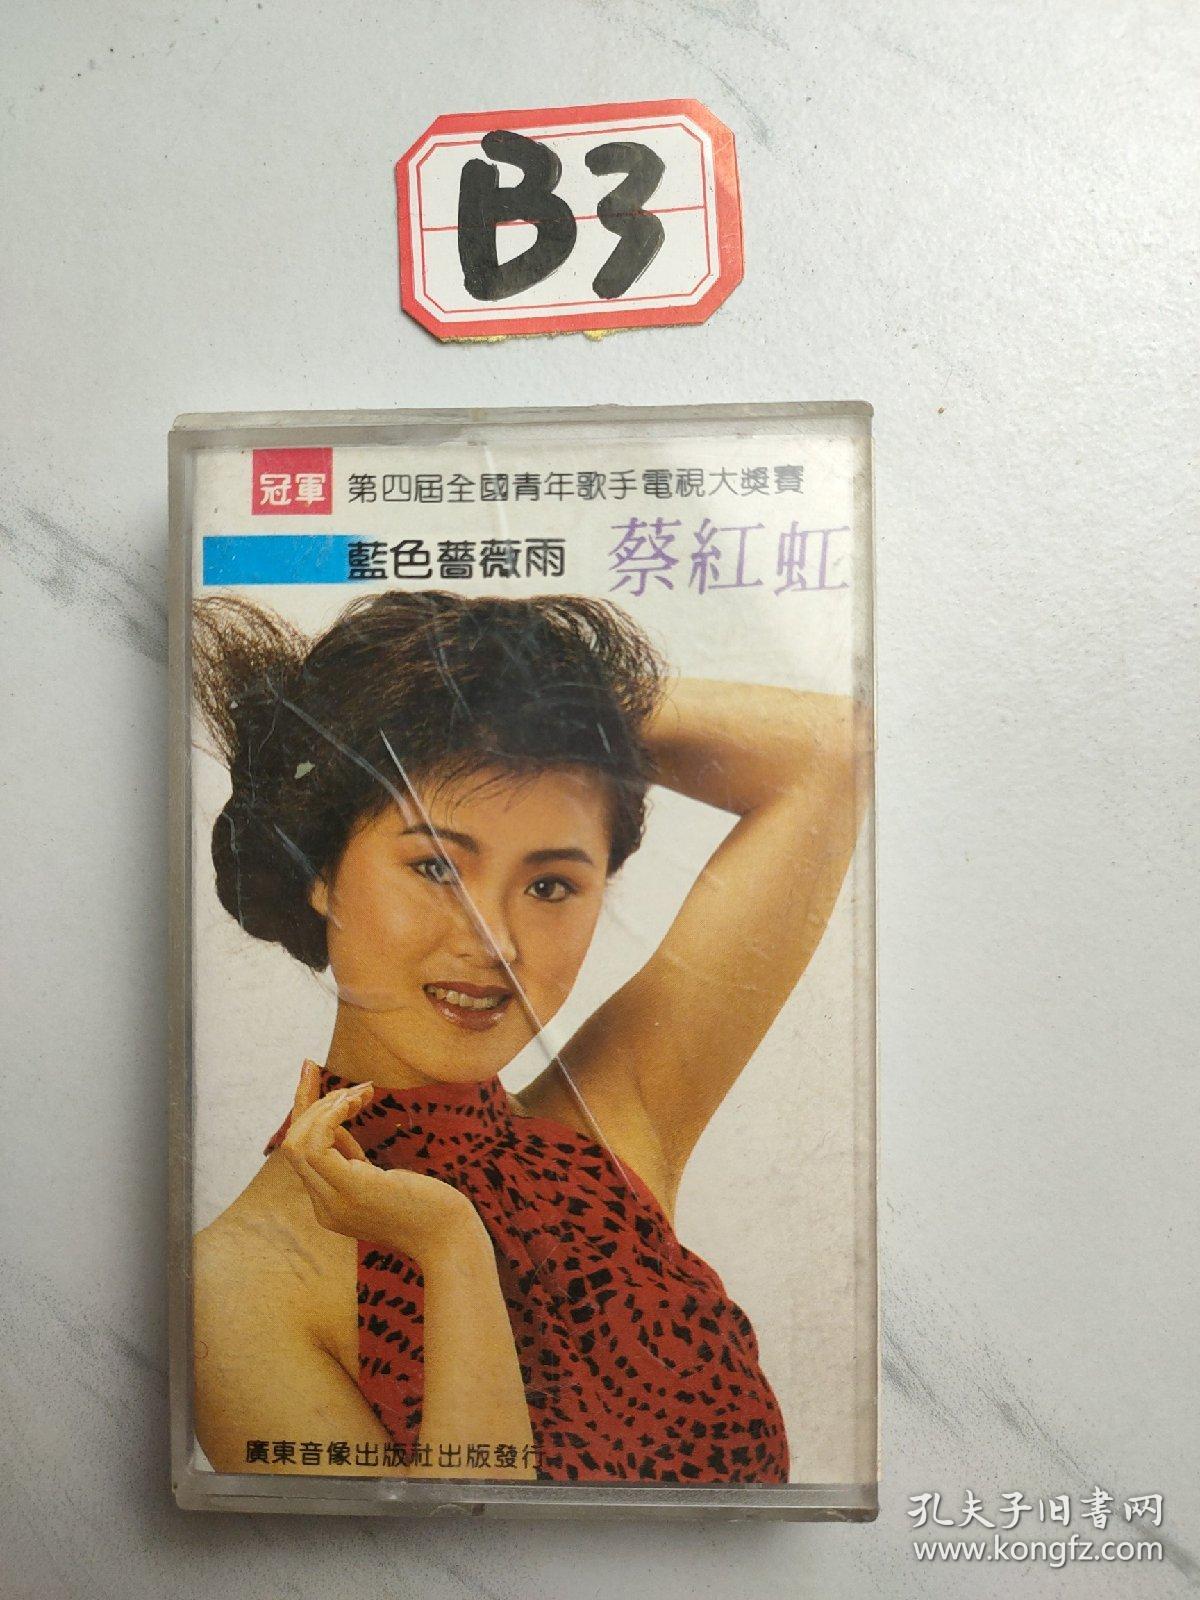 B3
冠軍 第四屆全國青年歌手電視大獎賽
藍色薔薇雨 蔡紅虹
廣東音像出版社出版發行
孔夫子旧书网
www.kongfz.com